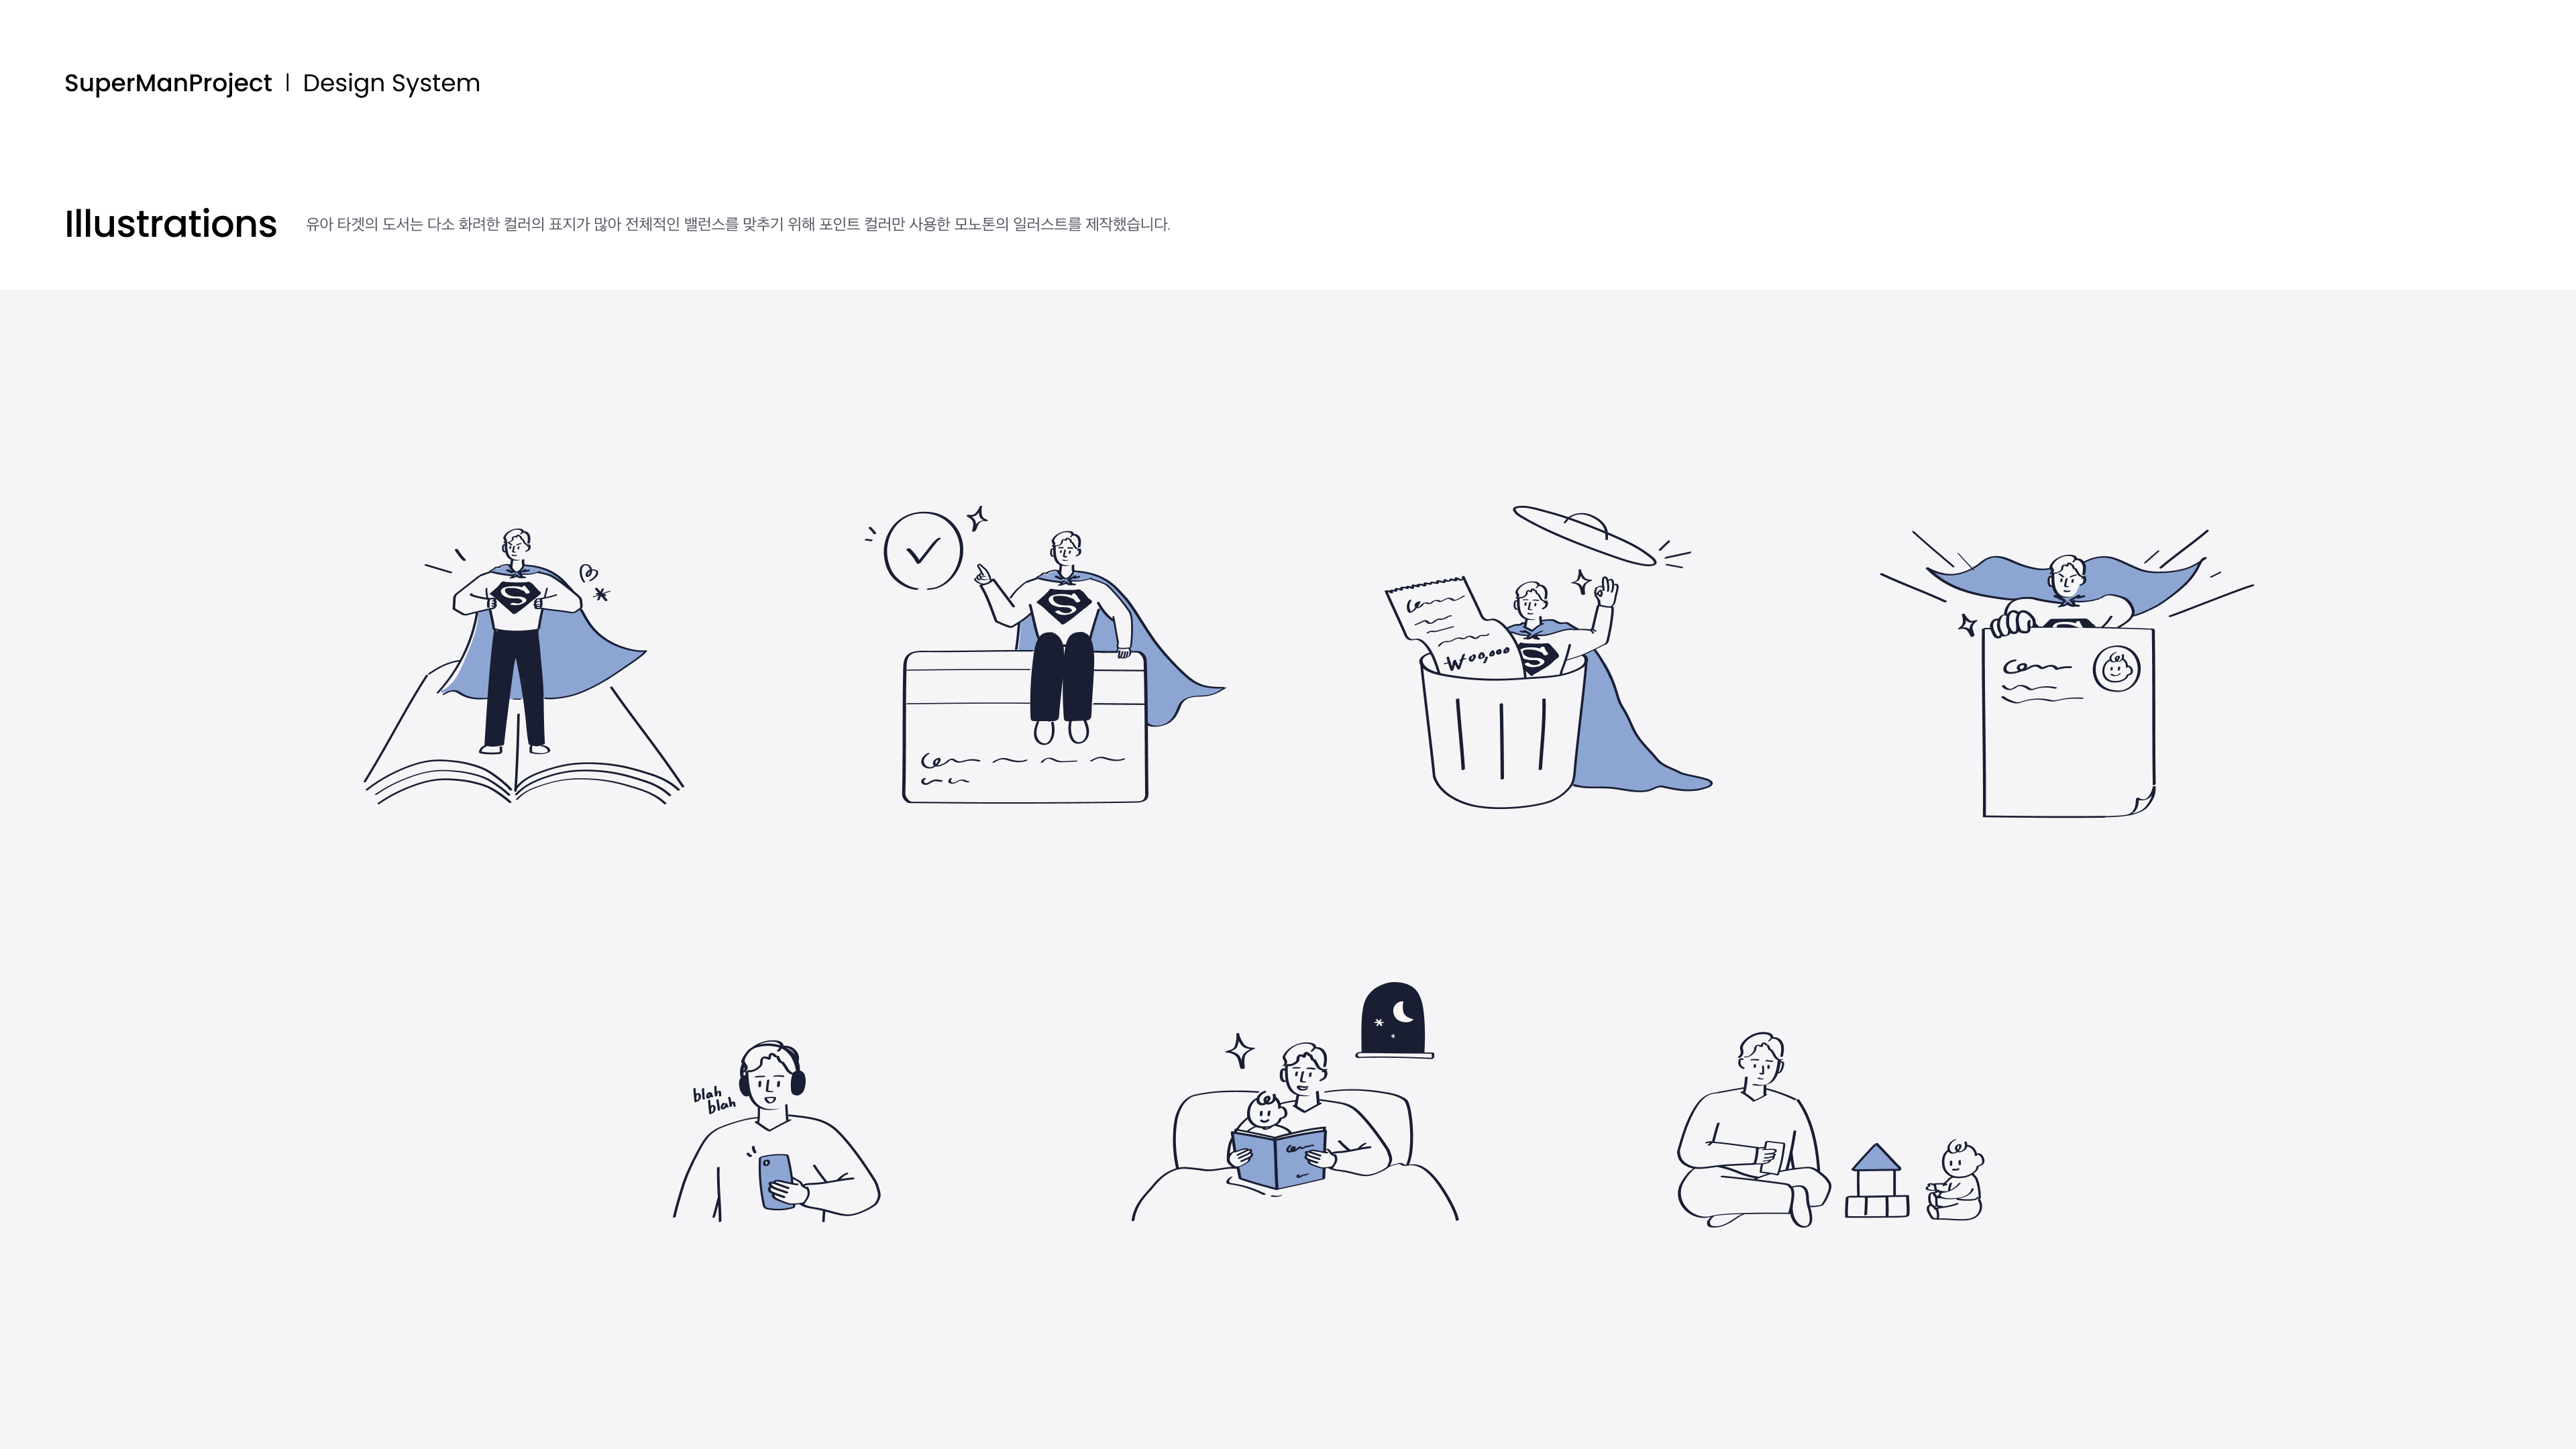 SuperManProject | Design System
Illustrations 유아 타겟의 도서는 다소 화려한 컬러의 표지가 많아 전체적인 밸런스를 맞추기 위해 포인트 컬러만 사용한 모노톤의 일러스트를 제작했습니다.
S
S
₩00,000
S
blah
blah